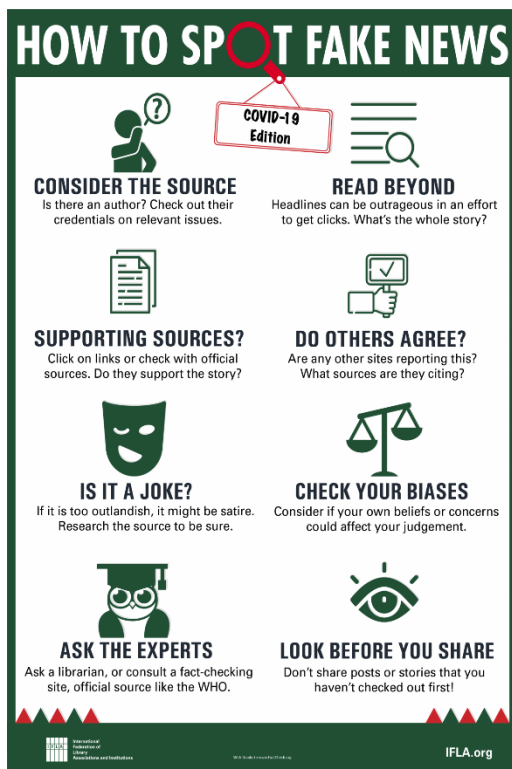 HOW TO SPOT FAKE NEWS
COVID-19
Edition
?
CONSIDER THE SOURCE
Is there an author? Check out their
credentials on relevant issues.
READ BEYOND
Headlines can be outrageous in an effort
to get clicks. What's the whole story?
SUPPORTING SOURCES?
Click on links or check with official
sources. Do they support the story?
DO OTHERS AGREE?
Are any other sites reporting this?
What sources are they citing?
IS IT A JOKE?
If it is too outlandish, it might be satire.
Research the source to be sure.
CHECK YOUR BIASES
Consider if your own beliefs or concerns
could affect your judgement.
ASK THE EXPERTS
Ask a librarian, or consult a fact-checking
site, official source like the WHO.
LOOK BEFORE YOU SHARE
Don't share posts or stories that you
haven't checked out first!
IFLA
International
Federation of
Library
Associations and Institutions
With thanks to www.FactCheck.org
IFLA.org